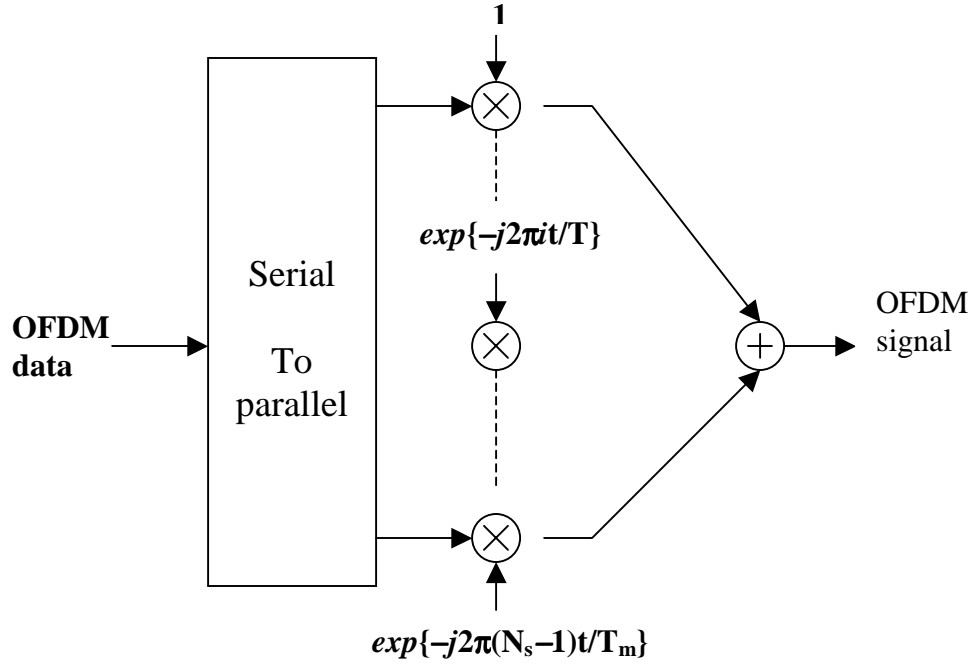 1
exp{−j2πit/T}
Serial
To
parallel
OFDM
data
OFDM
signal
exp{−j2π(Nₛ−1)t/Tₘ}